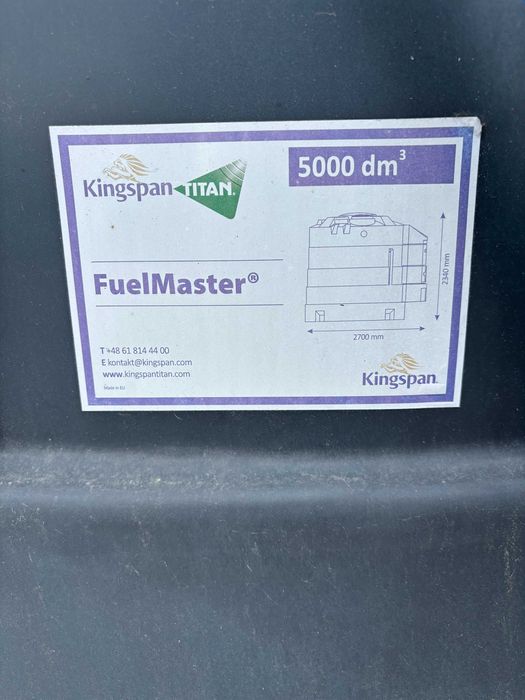 Kingspan TITAN®
5000 dm³
FuelMaster®
2340 mm
2700 mm
T +48 61 814 44 00
E kontakt@kingspan.com
www.kingspantitan.com
Made in EU
Kingspan